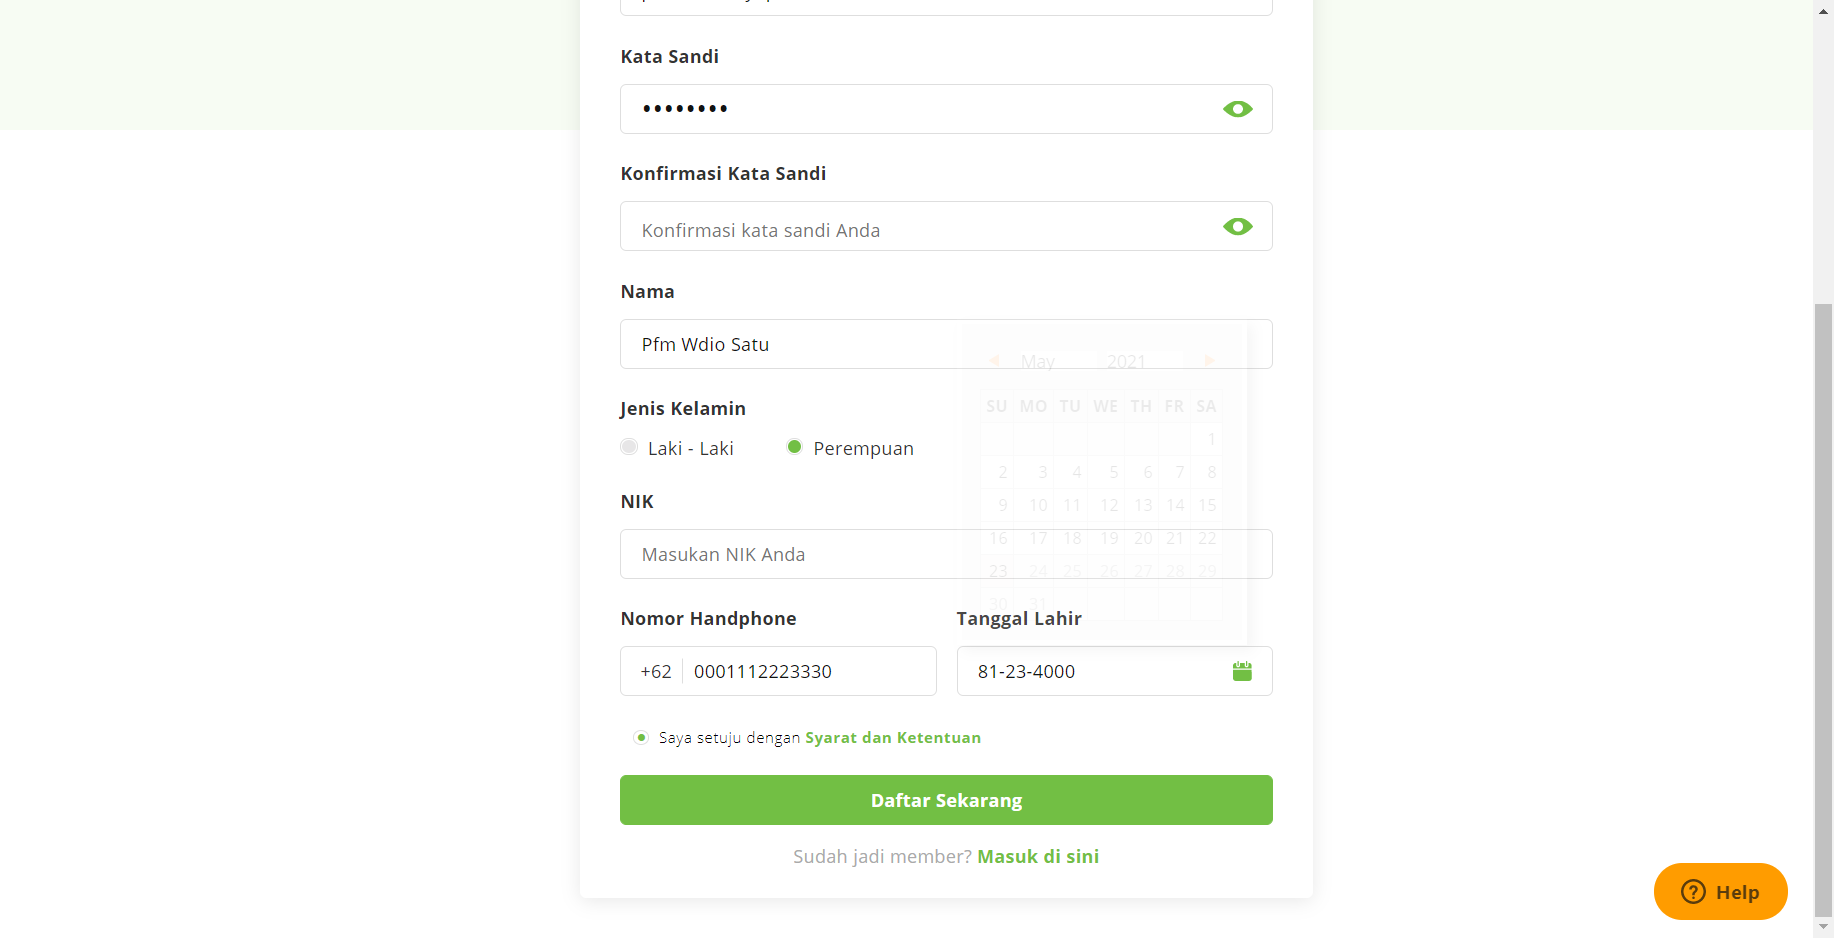 Kata Sandi
••••••••
Konfirmasi Kata Sandi
Konfirmasi kata sandi Anda
Nama
Pfm Wdio Satu
May 2021
SU MO TU WE TH FR SA
1
2 3 4 5 6 7 8
9 10 11 12 13 14 15
16 17 18 19 20 21 22
23 24 25 26 27 28 29
30 31
Jenis Kelamin
Laki - Laki Perempuan
NIK
Masukan NIK Anda
Nomor Handphone Tanggal Lahir
+62 0001112223330 81-23-4000
Saya setuju dengan Syarat dan Ketentuan
Daftar Sekarang
Sudah jadi member? Masuk di sini
? Help